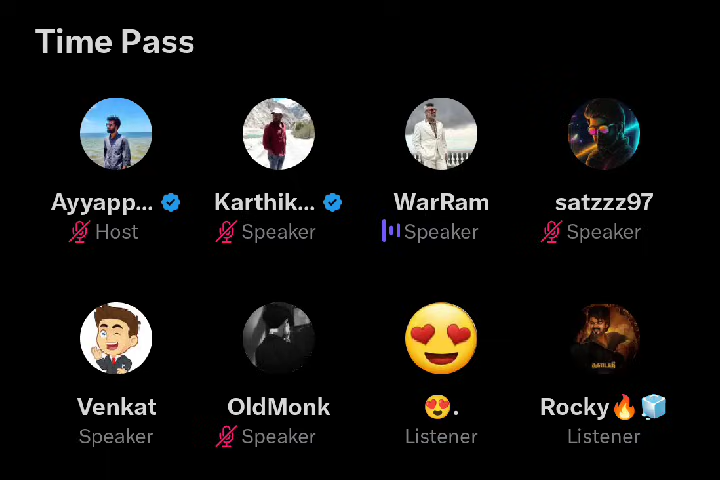 Time Pass
Ayyapp... Karthik... WarRam satzzz97
Host Speaker Speaker Speaker
Venkat OldMonk 😍. Rocky🔥🧊
Speaker Speaker Listener Listener